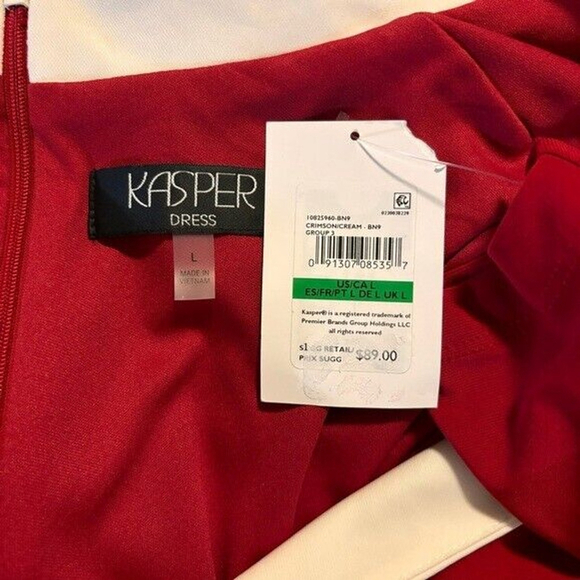 KASPER
DRESS
L
MADE IN
VIETNAM
10825960-BN9
CRIMSON/CREAM - BN9
GROUP 3
0 91307 08535 7
US/CA L
ES/FR/PT L DE L UK L
Kasper® is a registered trademark of
Premier Brands Group Holdings LLC
all rights reserved
RETAIL/
PRIX SUGG
$89.00